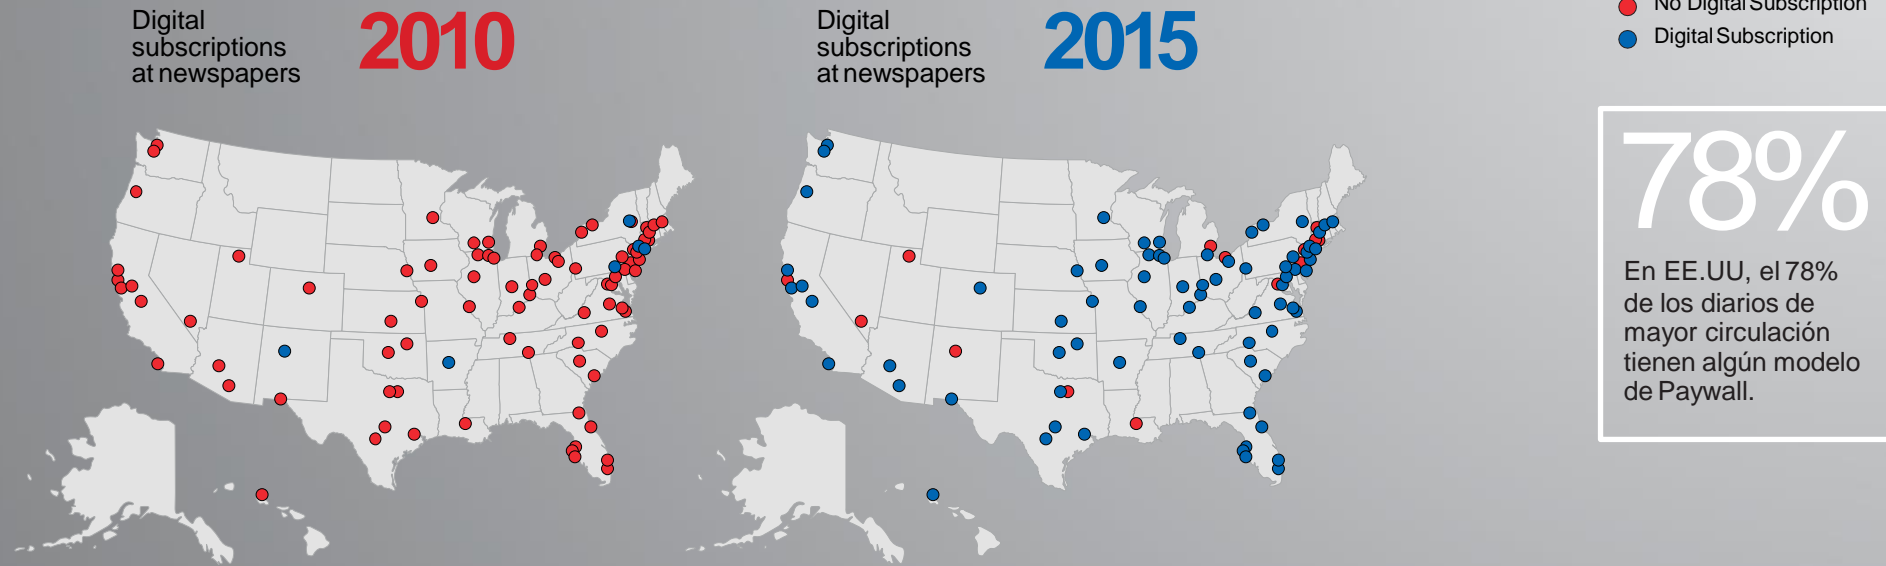 Digital
subscriptions
at newspapers
2010
Digital
subscriptions
at newspapers
2015
No Digital Subscription
Digital Subscription
78%
En EE.UU, el 78%
de los diarios de
mayor circulación
tienen algún modelo
de Paywall.